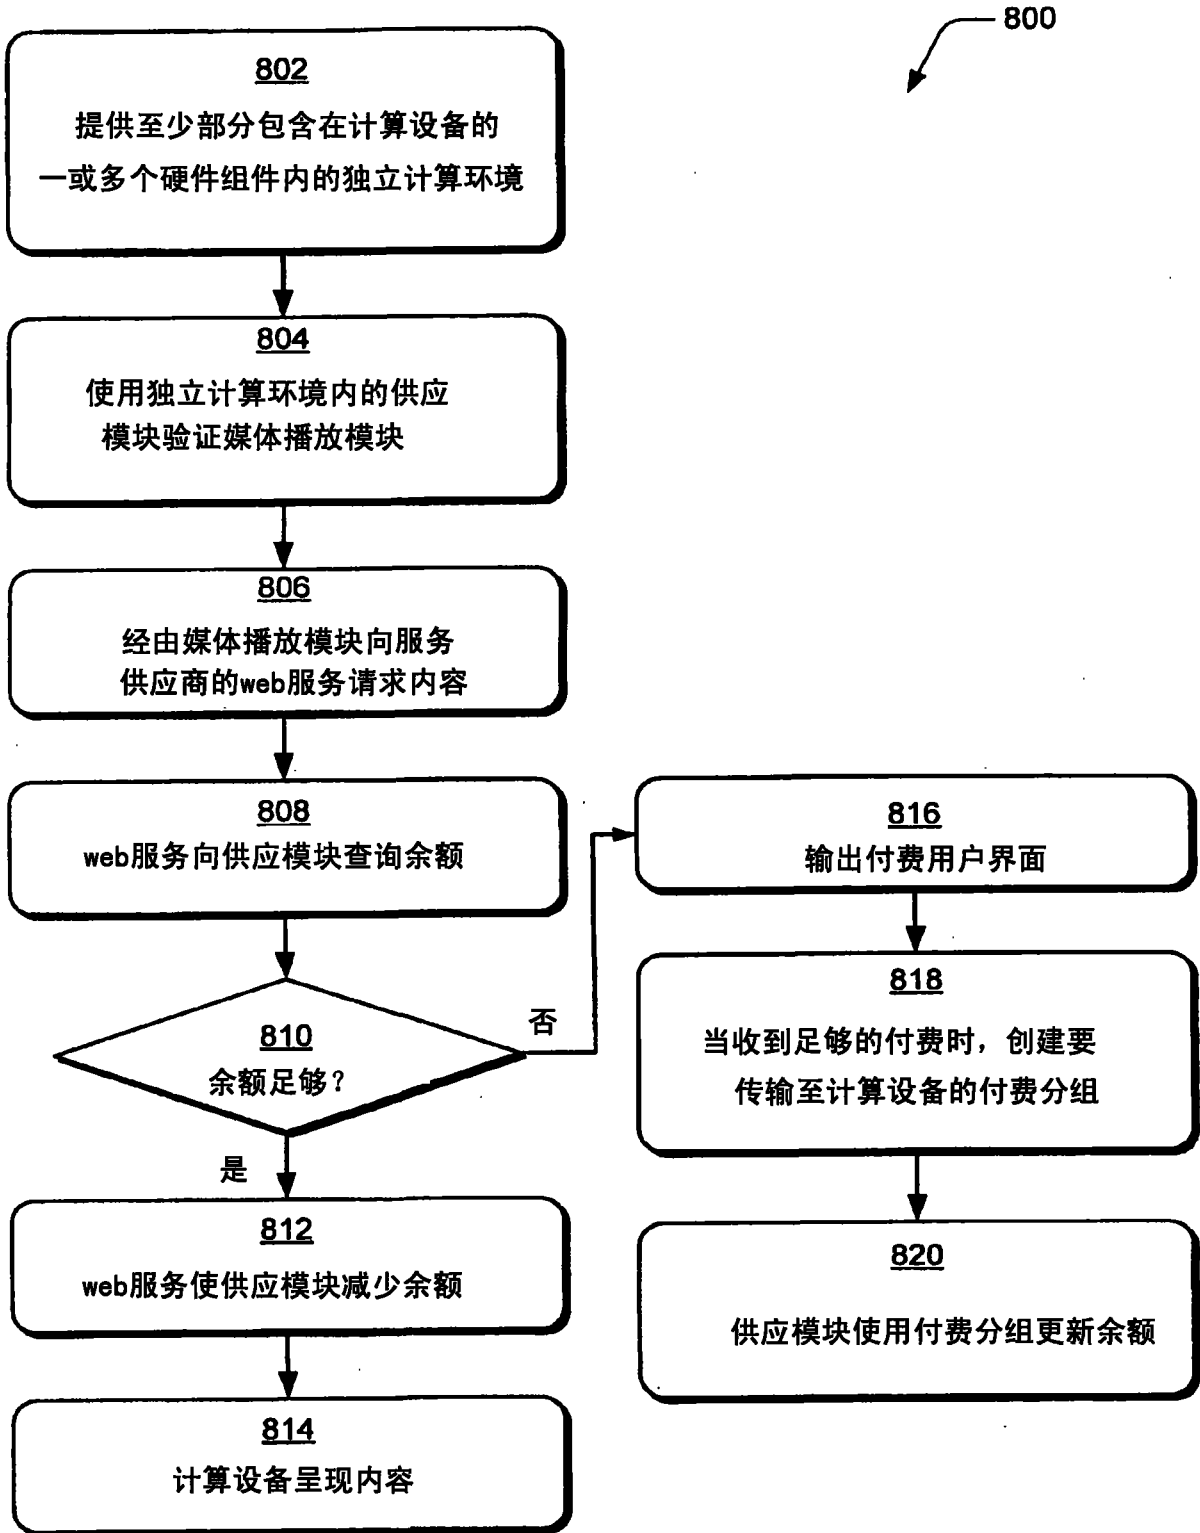 800
802
提供至少部分包含在计算设备的
一或多个硬件组件内的独立计算环境
804
使用独立计算环境内的供应
模块验证媒体播放模块
806
经由媒体播放模块向服务
供应商的web服务请求内容
808
web服务向供应模块查询余额
810
余额足够?
否
是
812
web服务使供应模块减少余额
814
计算设备呈现内容
816
输出付费用户界面
818
当收到足够的付费时，创建要
传输至计算设备的付费分组
820
供应模块使用付费分组更新余额